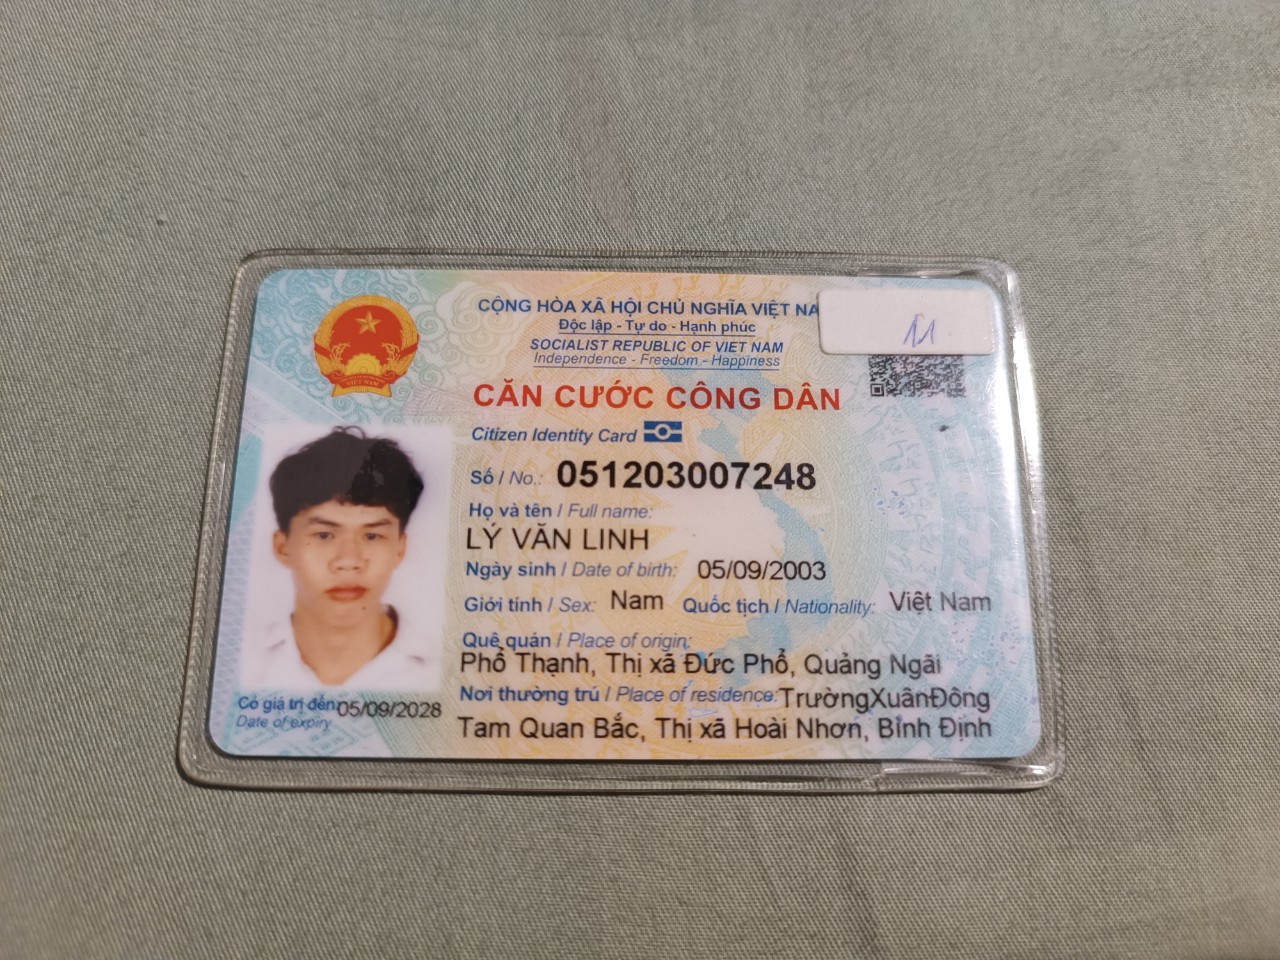 CỘNG HÒA XÃ HỘI CHỦ NGHĨA VIỆT
Độc lập - Tự do - Hạnh phúc
SOCIALIST REPUBLIC OF VIET NAM
Independence - Freedom - Happiness
11
CĂN CƯỚC CÔNG DÂN
Citizen Identity Card
Số / No.: 051203007248
Họ và tên / Full name:
LÝ VĂN LINH
Ngày sinh / Date of birth: 05/09/2003
Giới tính / Sex: Nam Quốc tịch / Nationality: Việt Nam
Quê quán / Place of origin:
Phổ Thạnh, Thị xã Đức Phổ, Quảng Ngãi
Nơi thường trú / Place of residence: TrườngXuânĐông
Tam Quan Bắc, Thị xã Hoài Nhơn, Bình Định
Có giá trị đến: 05/09/2028
Date of expiry
VIỆT NAM